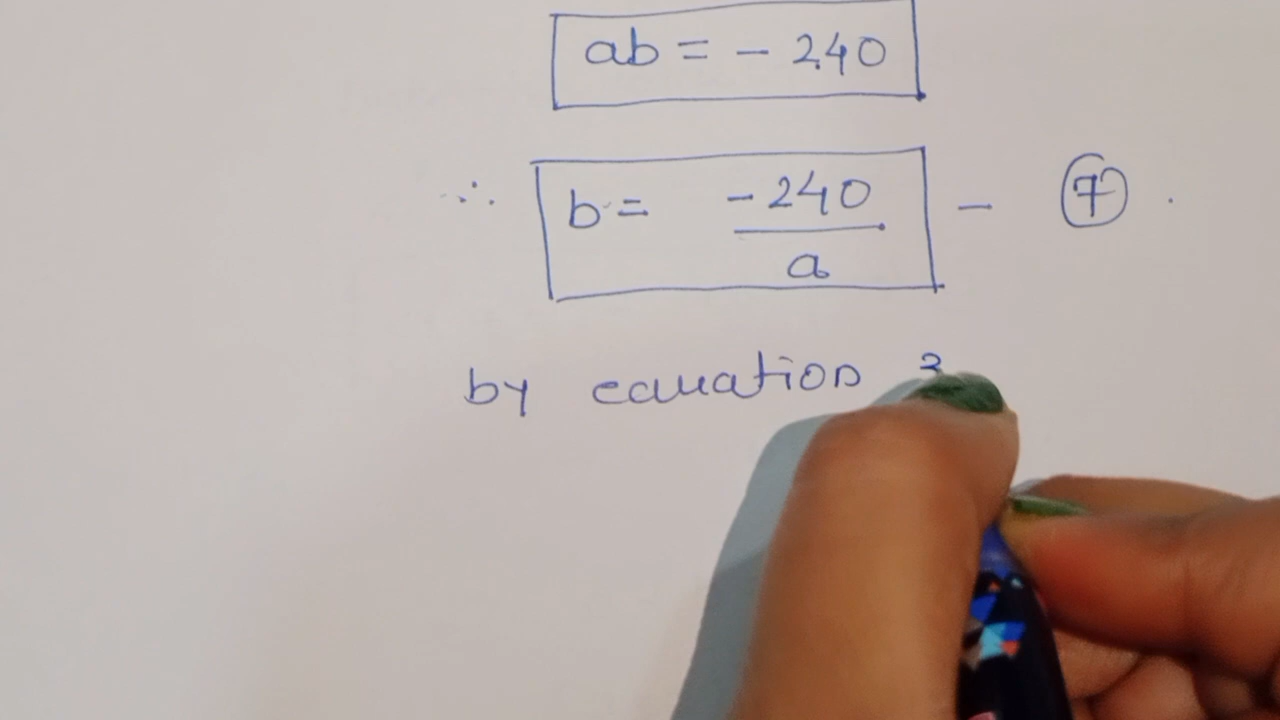 ab = - 240
∴ b = -240/a - ⑦.
by equation